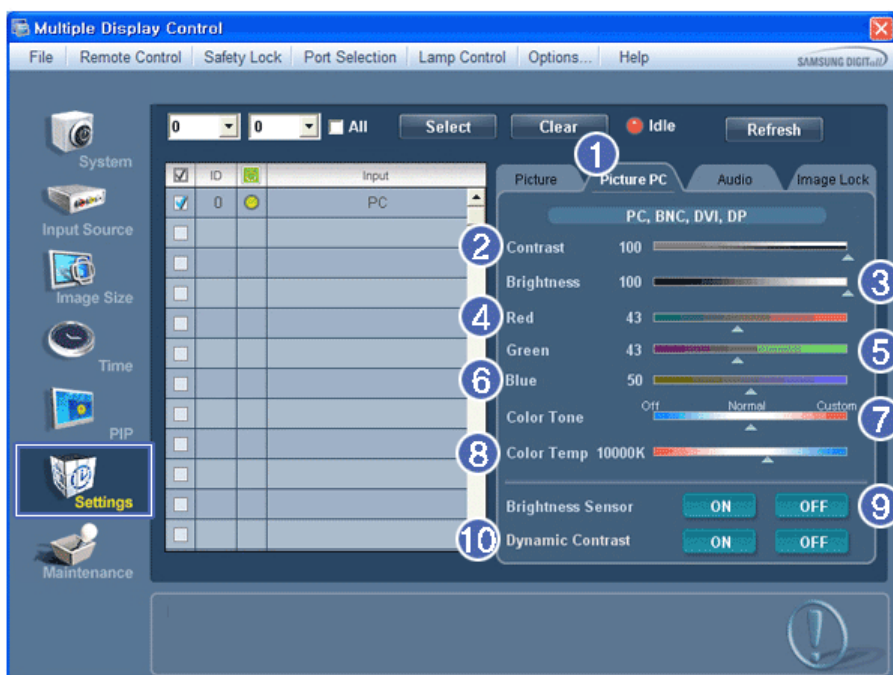 Multiple Display Control
File Remote Control Safety Lock Port Selection Lamp Control Options... Help
SAMSUNG DIGITall
0 0 All Select Clear Idle Refresh
System
Input Source
Image Size
Time
PIP
Settings
Maintenance
ID Input
0 PC
1
Picture Picture PC Audio Image Lock
PC, BNC, DVI, DP
2 Contrast 100
Brightness 100 3
4 Red 43
Green 43 5
6 Blue 50
Off Normal Custom
Color Tone 7
8 Color Temp 10000K
Brightness Sensor ON OFF 9
10 Dynamic Contrast ON OFF